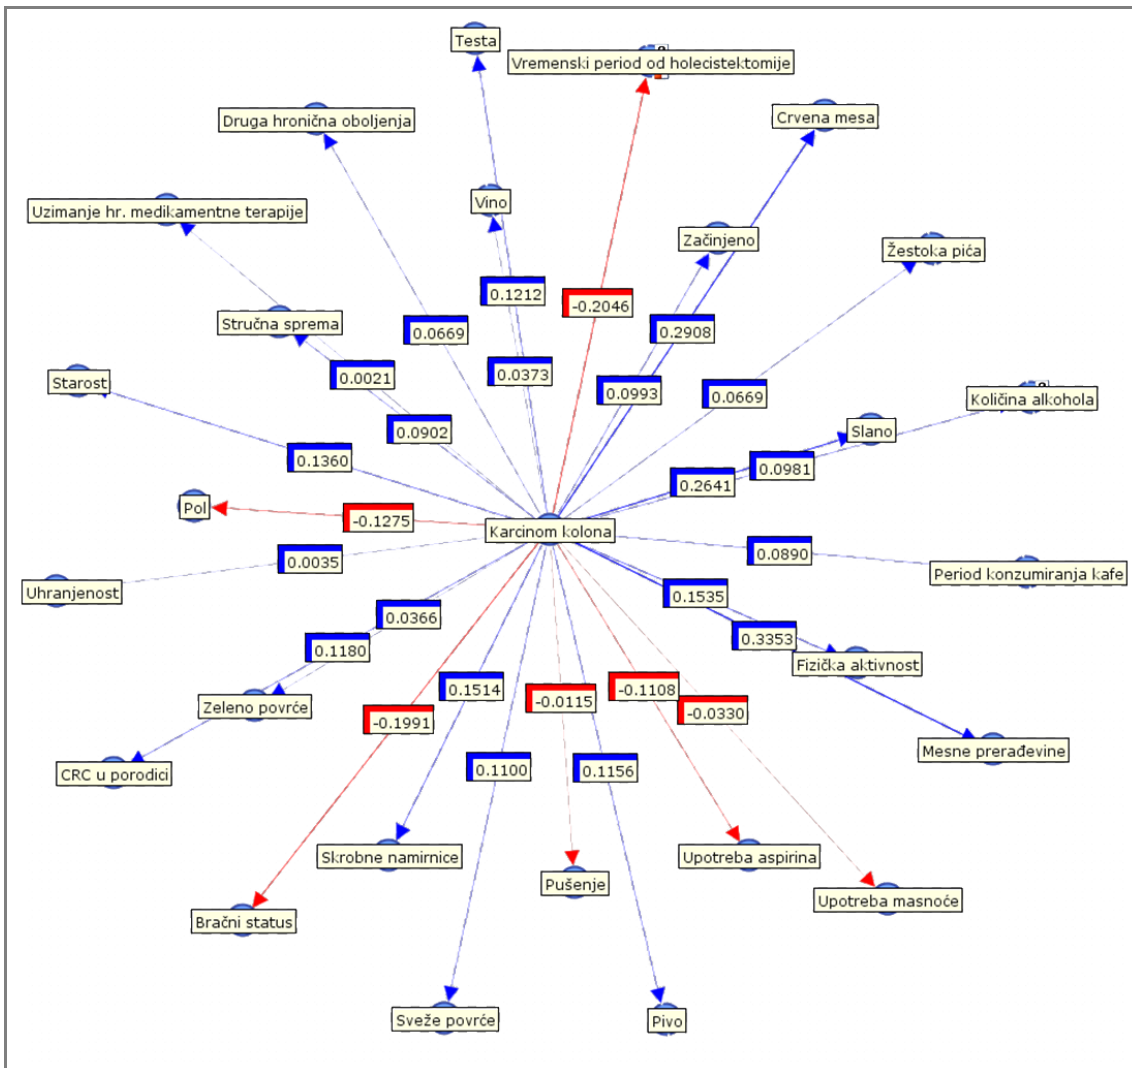 Testa
Vremenski period od holecistektomije
Crvena mesa
Druga hronična oboljenja
Uzimanje hr. medikamentne terapije
Vino
Začinjeno
Žestoka pića
0.1212
-0.2046
Stručna sprema
0.0669
0.2908
0.0021
0.0373
0.0993
0.0669
Starost
Količina alkohola
0.0902
Slano
0.1360
0.2641
0.0981
Pol
-0.1275
Karcinom kolona
0.0035
0.0890
Period konzumiranja kafe
Uhranjenost
0.0366
0.1535
0.1180
0.3353
Fizička aktivnost
Zeleno povrće
-0.1991
0.1514
-0.0115
-0.1108
-0.0330
Mesne prerađevine
CRC u porodici
0.1100
0.1156
Skrobne namirnice
Upotreba aspirina
Pušenje
Upotreba masnoće
Bračni status
Sveže povrće
Pivo